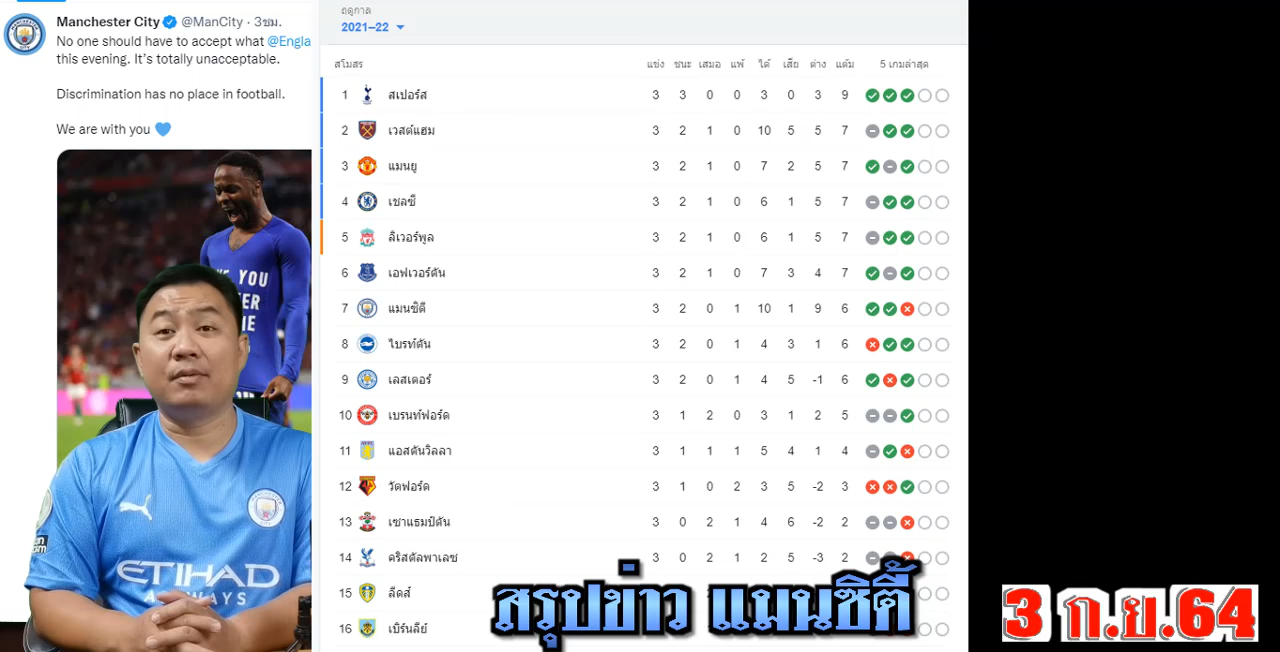 Manchester City @ManCity · 3ชม.
No one should have to accept what @Engla
this evening. It's totally unacceptable.
Discrimination has no place in football.
We are with you 💙
YOU
ER
NE
PUMA
ETIHAD
AIRWAYS
ฤดูกาล
2021–22
สโมสร แข่ง ชนะ เสมอ แพ้ ได้ เสีย ต่าง แต้ม 5 เกมล่าสุด
1 สเปอร์ส 3 3 0 0 3 0 3 9
2 เวสต์แฮม 3 2 1 0 10 5 5 7
3 แมนยู 3 2 1 0 7 2 5 7
4 เชลซี 3 2 1 0 6 1 5 7
5 ลิเวอร์พูล 3 2 1 0 6 1 5 7
6 เอฟเวอร์ตัน 3 2 1 0 7 3 4 7
7 แมนซิตี 3 2 0 1 10 1 9 6
8 ไบรท์ตัน 3 2 0 1 4 3 1 6
9 เลสเตอร์ 3 2 0 1 4 5 -1 6
10 เบรนท์ฟอร์ด 3 1 2 0 3 1 2 5
11 แอสตันวิลลา 3 1 1 1 5 4 1 4
12 วัตฟอร์ด 3 1 0 2 3 5 -2 3
13 เซาแธมป์ตัน 3 0 2 1 4 6 -2 2
14 คริสตัลพาเลซ 3 0 2 1 2 5 -3 2
15 ลีดส์
16 เบิร์นลีย์
สรุปข่าว แมนซิตี้
3 ก.ย.64